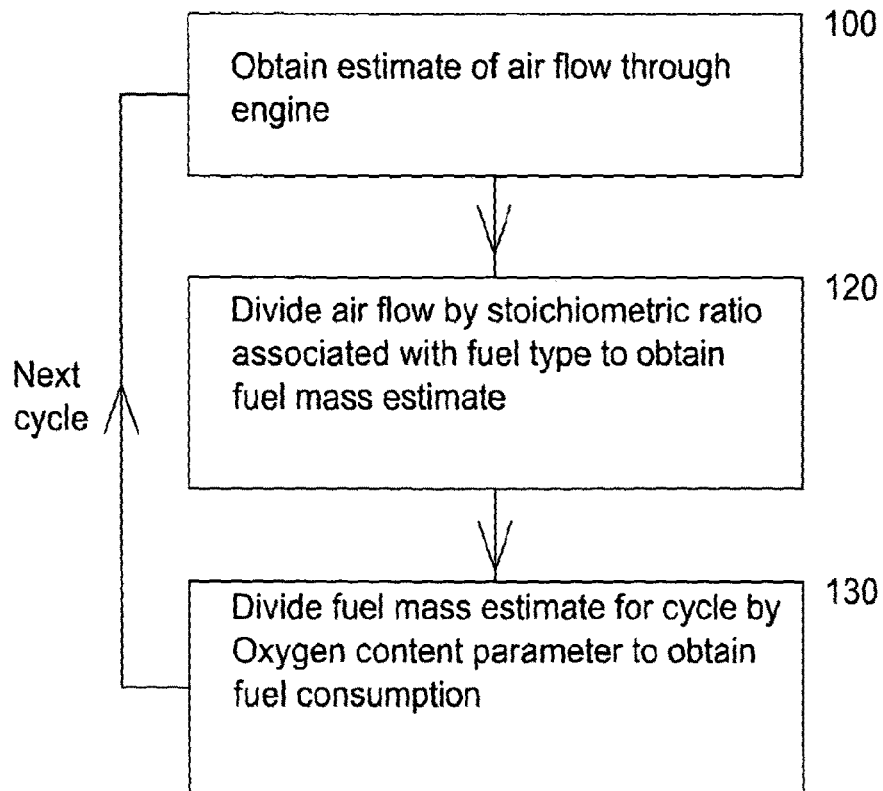 100
Obtain estimate of air flow through
engine
120
Divide air flow by stoichiometric ratio
associated with fuel type to obtain
fuel mass estimate
Next
cycle
130
Divide fuel mass estimate for cycle by
Oxygen content parameter to obtain
fuel consumption